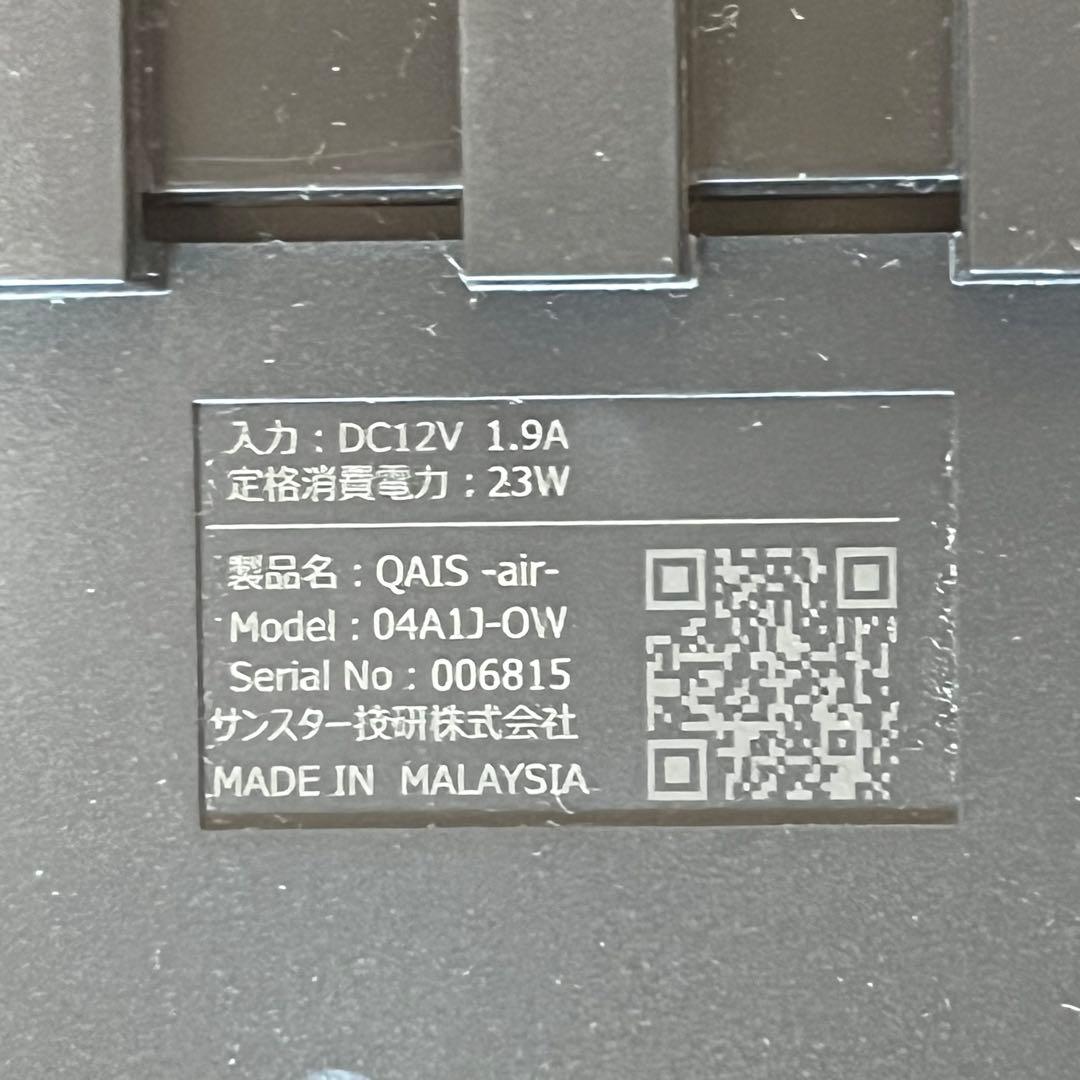 入力：DC12V 1.9A
定格消費電力：23W
製品名：QAIS -air-
Model：04A1J-OW
Serial No：006815
サンスター技研株式会社
MADE IN MALAYSIA